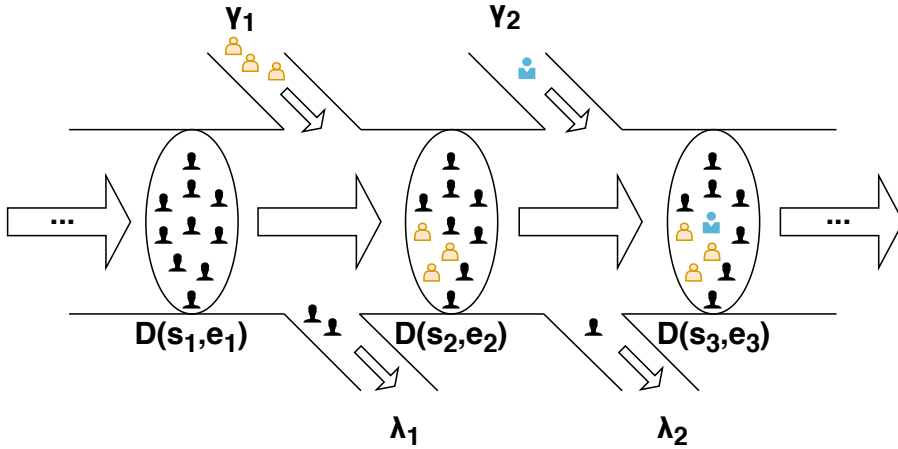 γ₁
γ₂
...
...
D(s₁,e₁)
D(s₂,e₂)
D(s₃,e₃)
λ₁
λ₂